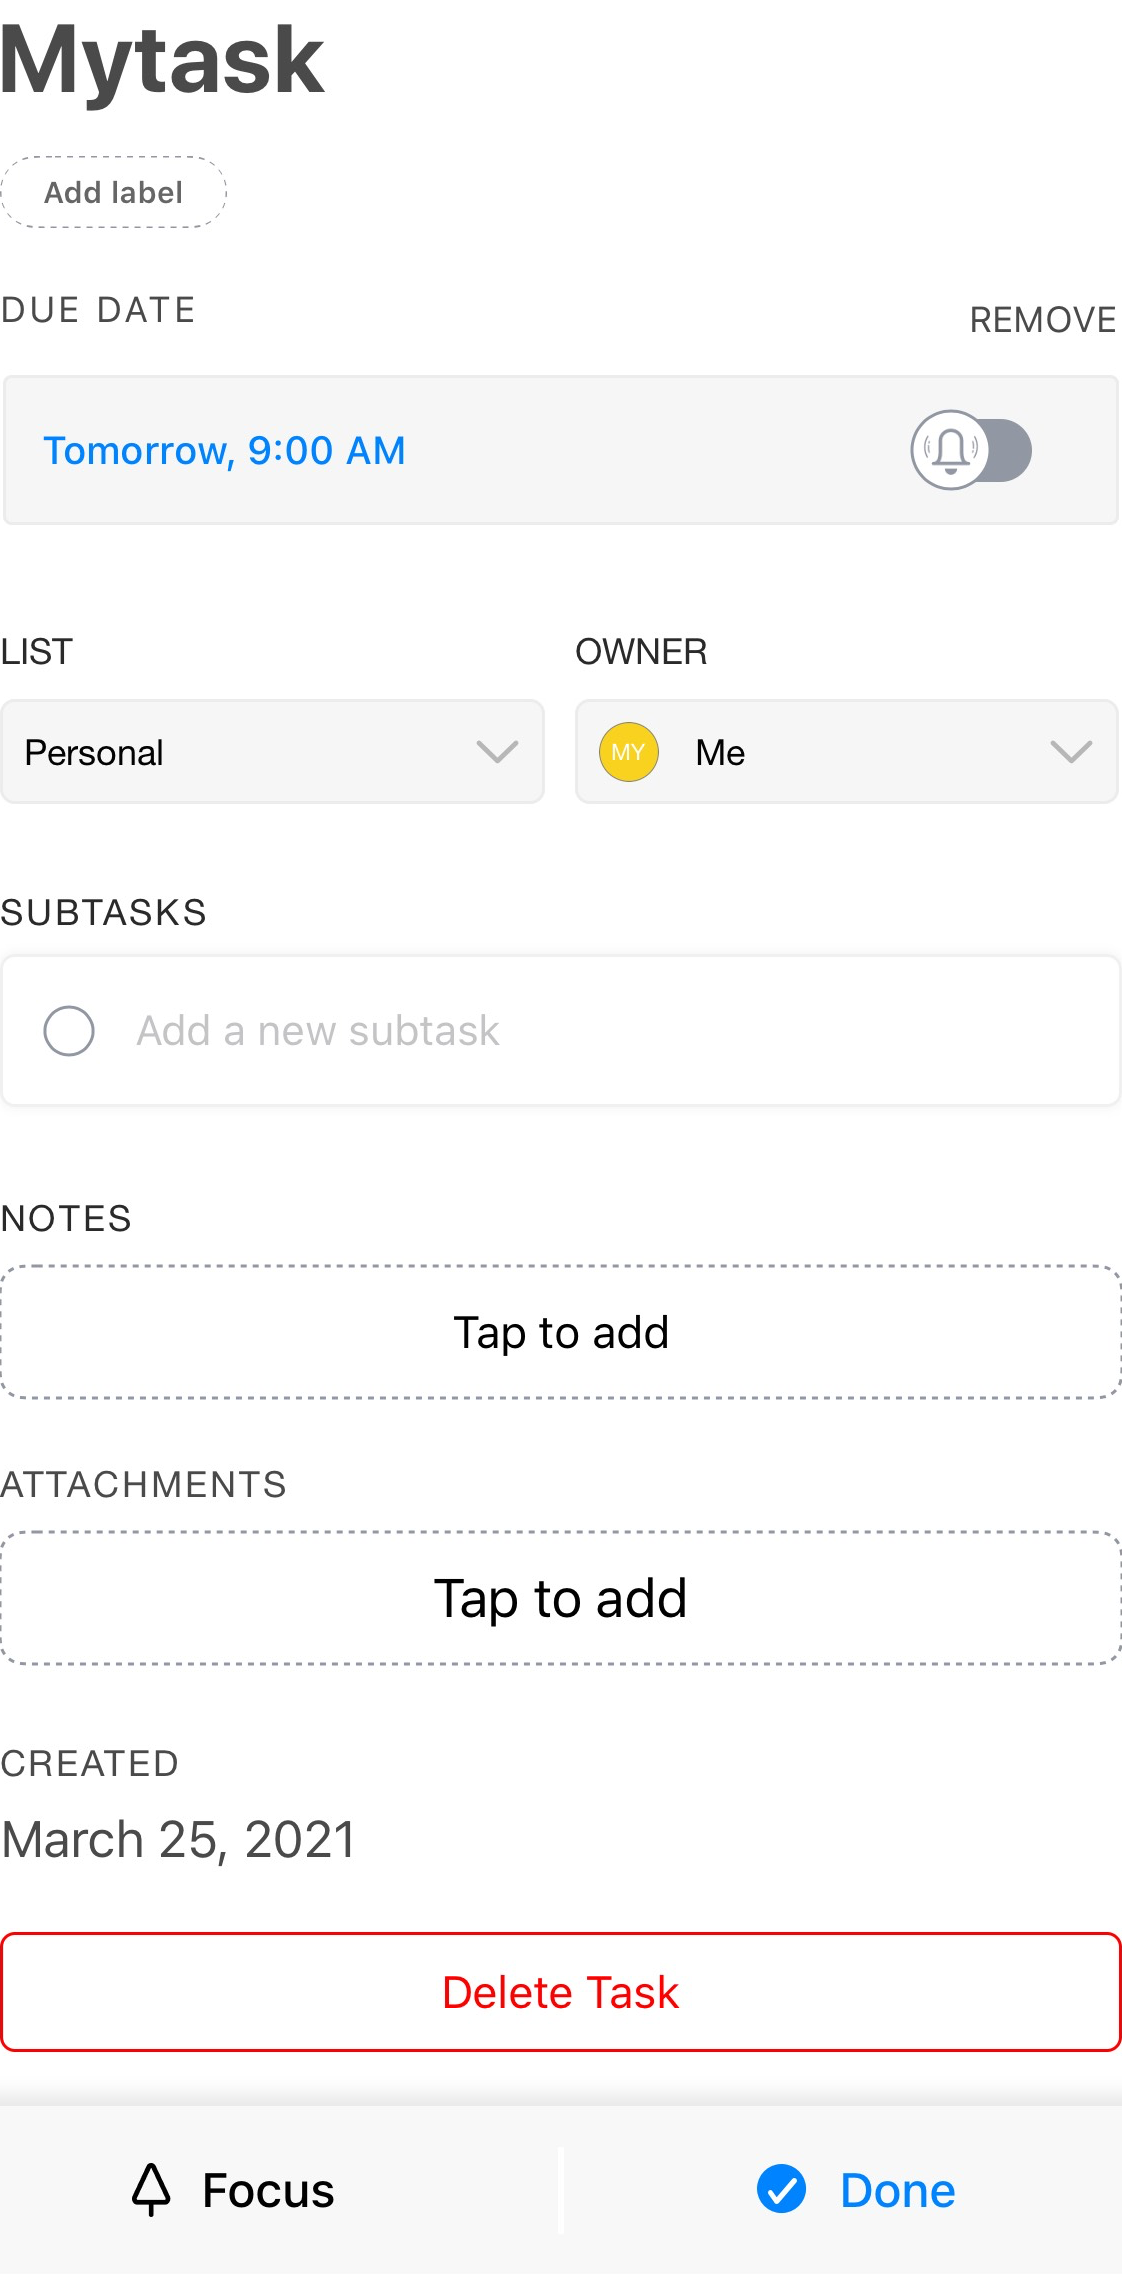 Mytask
Add label
DUE DATE
REMOVE
Tomorrow, 9:00 AM
LIST
OWNER
Personal
MY
Me
SUBTASKS
Add a new subtask
NOTES
Tap to add
ATTACHMENTS
Tap to add
CREATED
March 25, 2021
Delete Task
Focus
Done